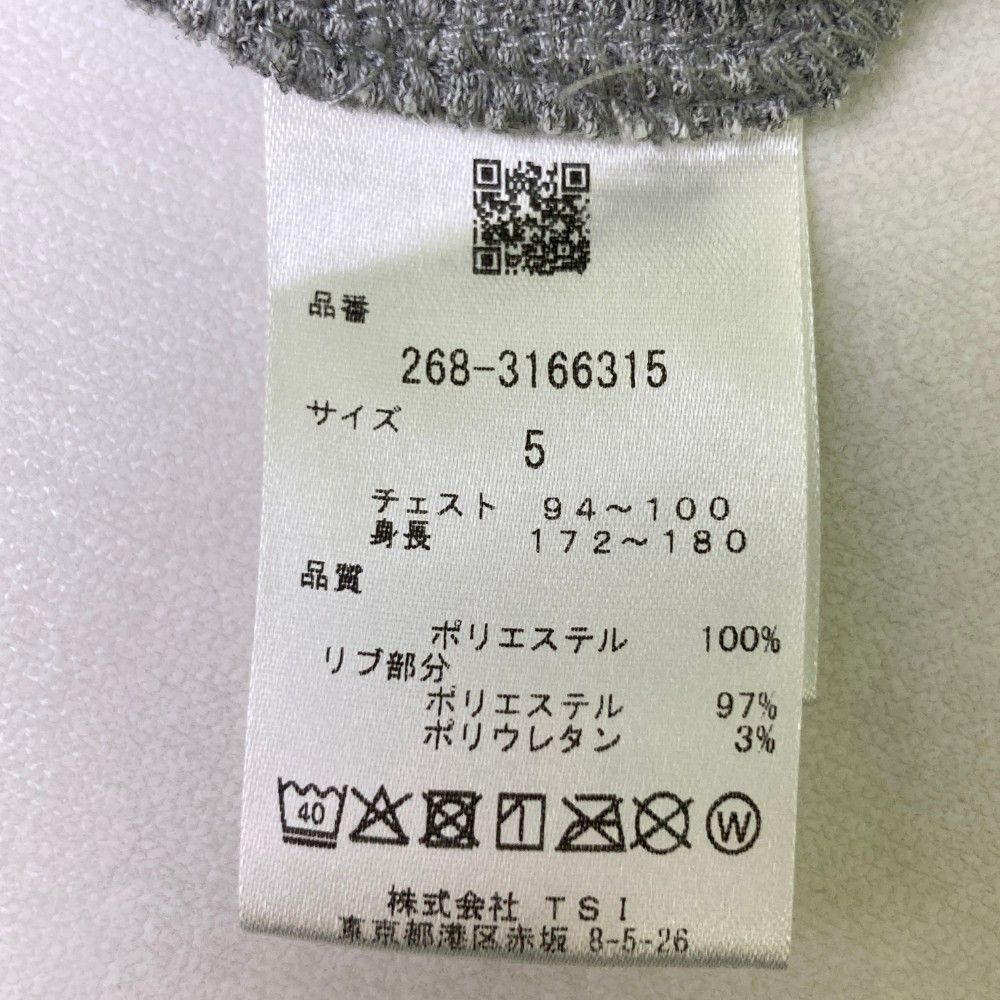 品番
268-3166315
サイズ
5
チェスト 94～100
身長 172～180
品質
ポリエステル 100%
リブ部分
ポリエステル 97%
ポリウレタン 3%
40 W
株式会社 TSI
東京都港区赤坂 8-5-26